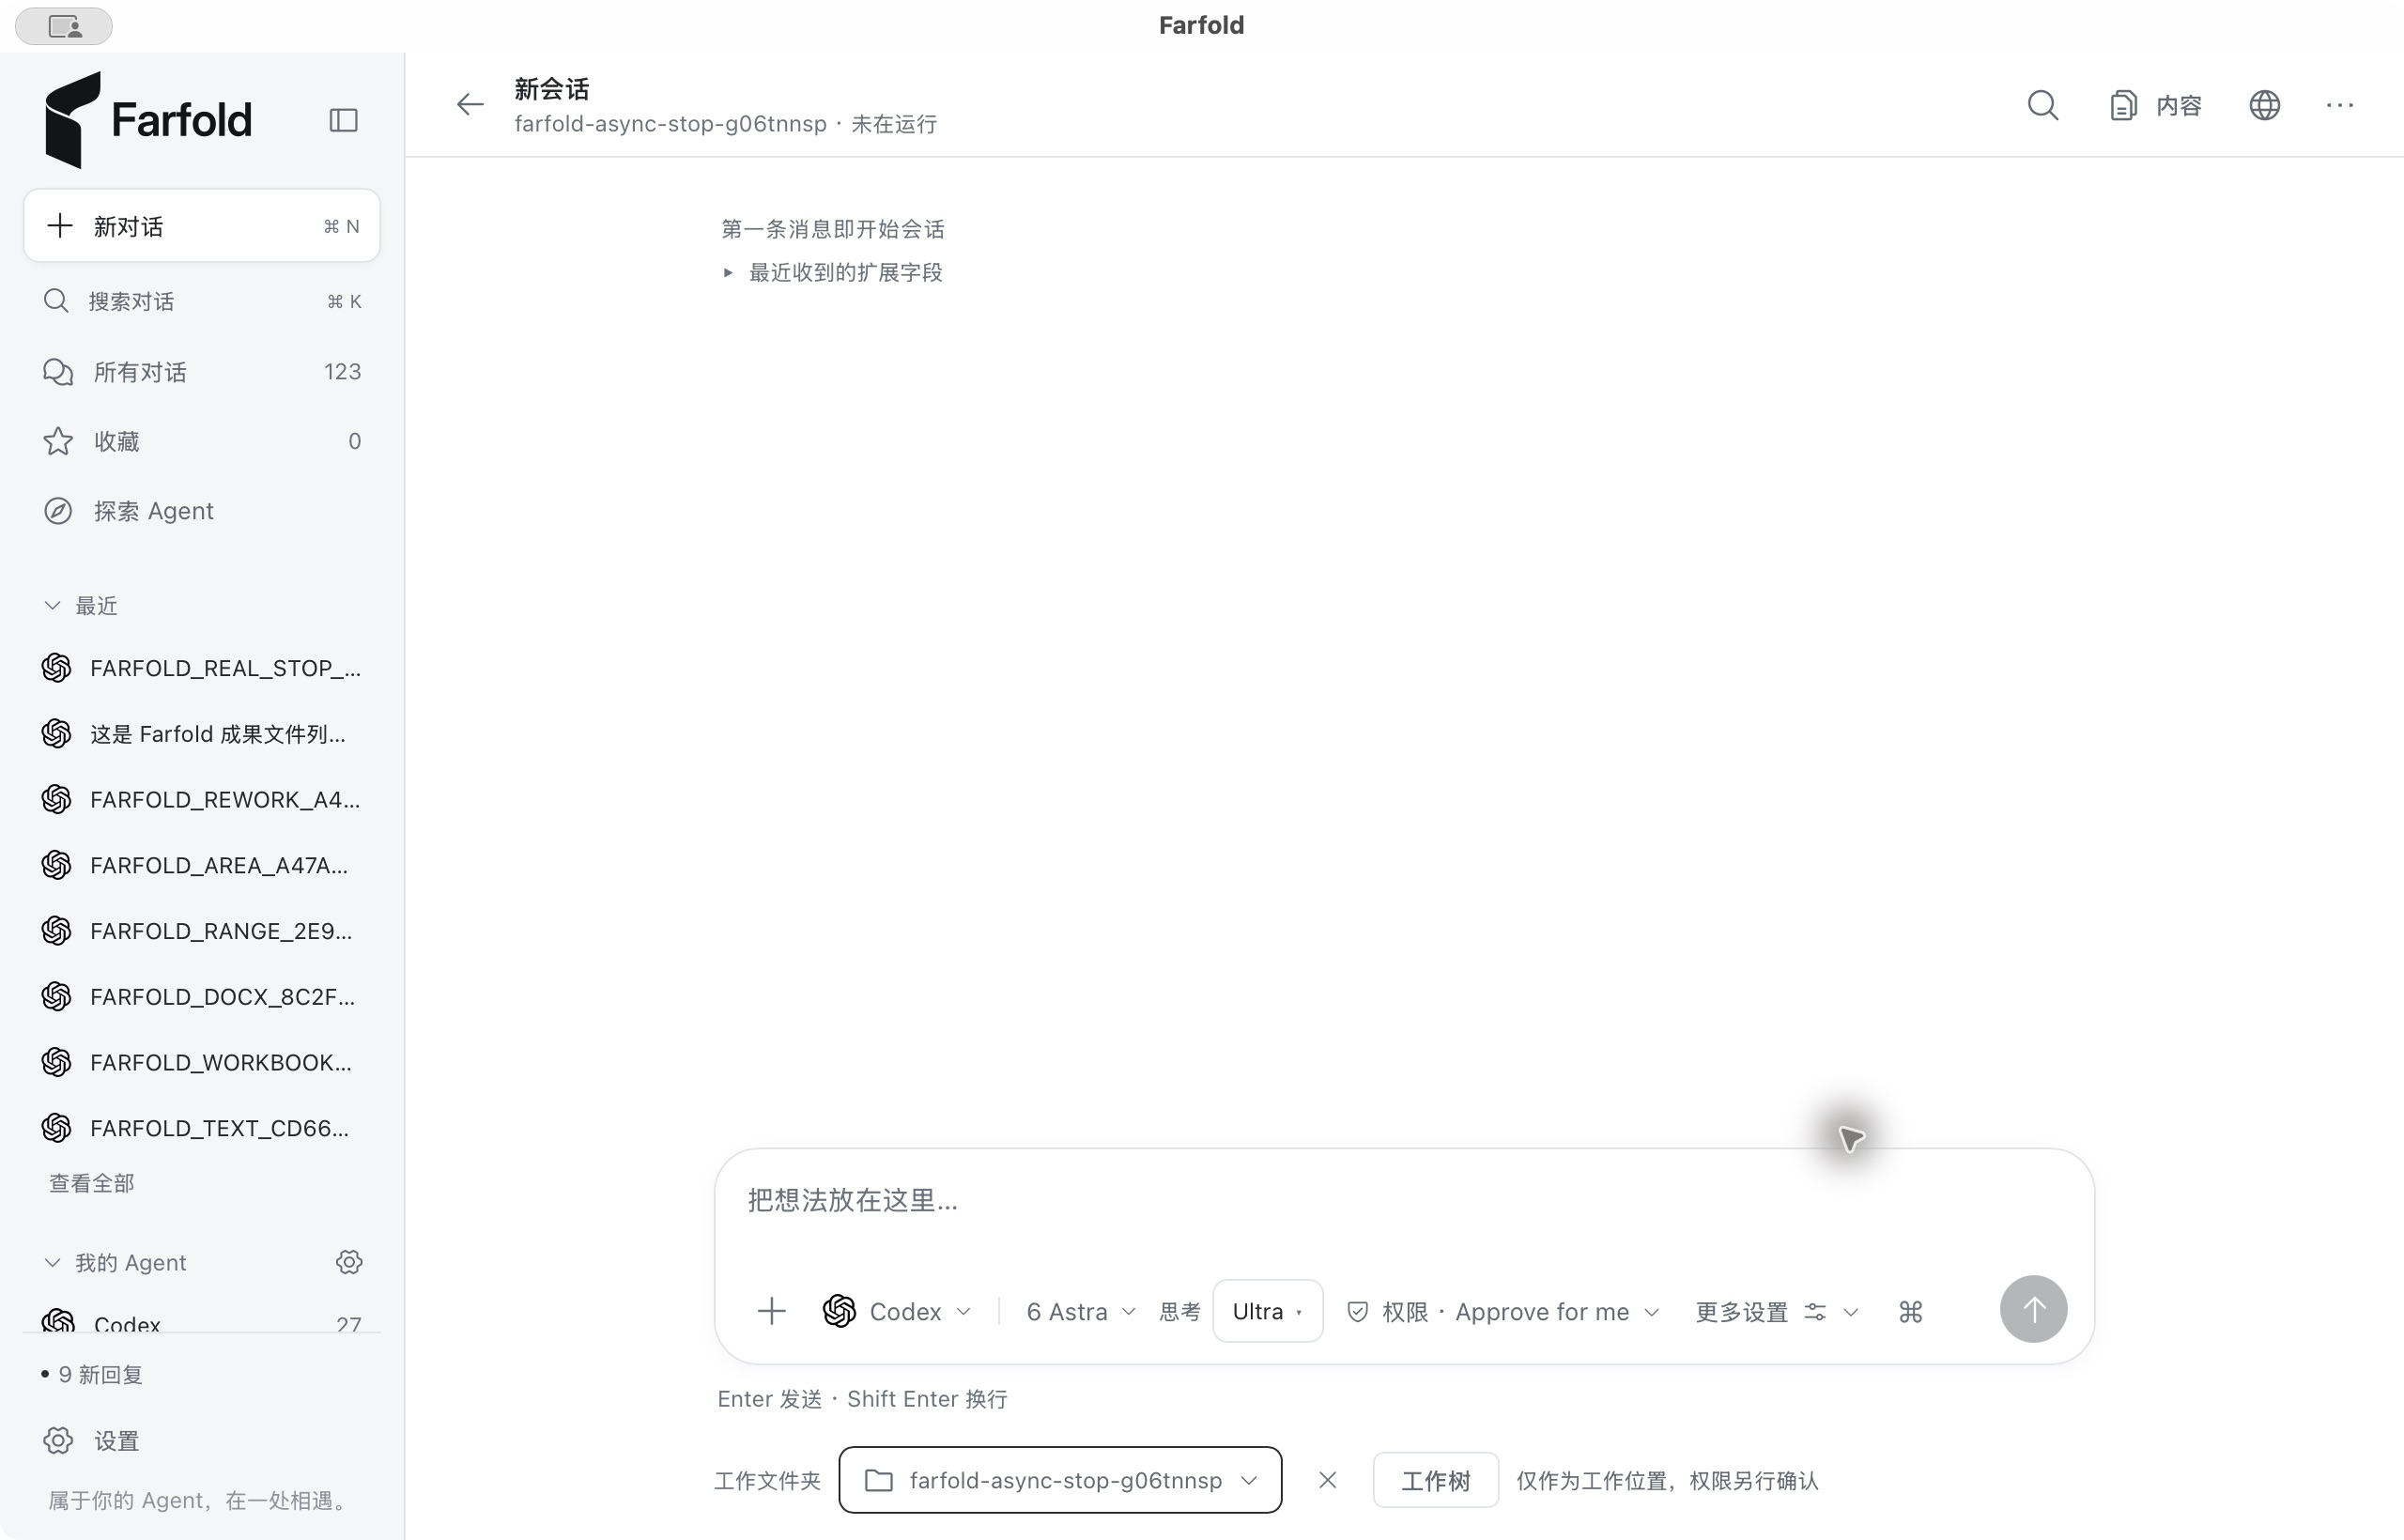 Farfold
Farfold
新对话 ⌘ N
搜索对话 ⌘ K
所有对话 123
收藏 0
探索 Agent
最近
FARFOLD_REAL_STOP_...
这是 Farfold 成果文件列...
FARFOLD_REWORK_A4...
FARFOLD_AREA_A47A...
FARFOLD_RANGE_2E9...
FARFOLD_DOCX_8C2F...
FARFOLD_WORKBOOK...
FARFOLD_TEXT_CD66...
查看全部
我的 Agent
Codex 27
9 新回复
设置
属于你的 Agent，在一处相遇。
新会话
farfold-async-stop-g06tnnsp · 未在运行
内容
第一条消息即开始会话
最近收到的扩展字段
把想法放在这里...
Codex 6 Astra 思考 Ultra 权限 · Approve for me 更多设置 ⌘
Enter 发送 · Shift Enter 换行
工作文件夹 farfold-async-stop-g06tnnsp 工作树 仅作为工作位置，权限另行确认